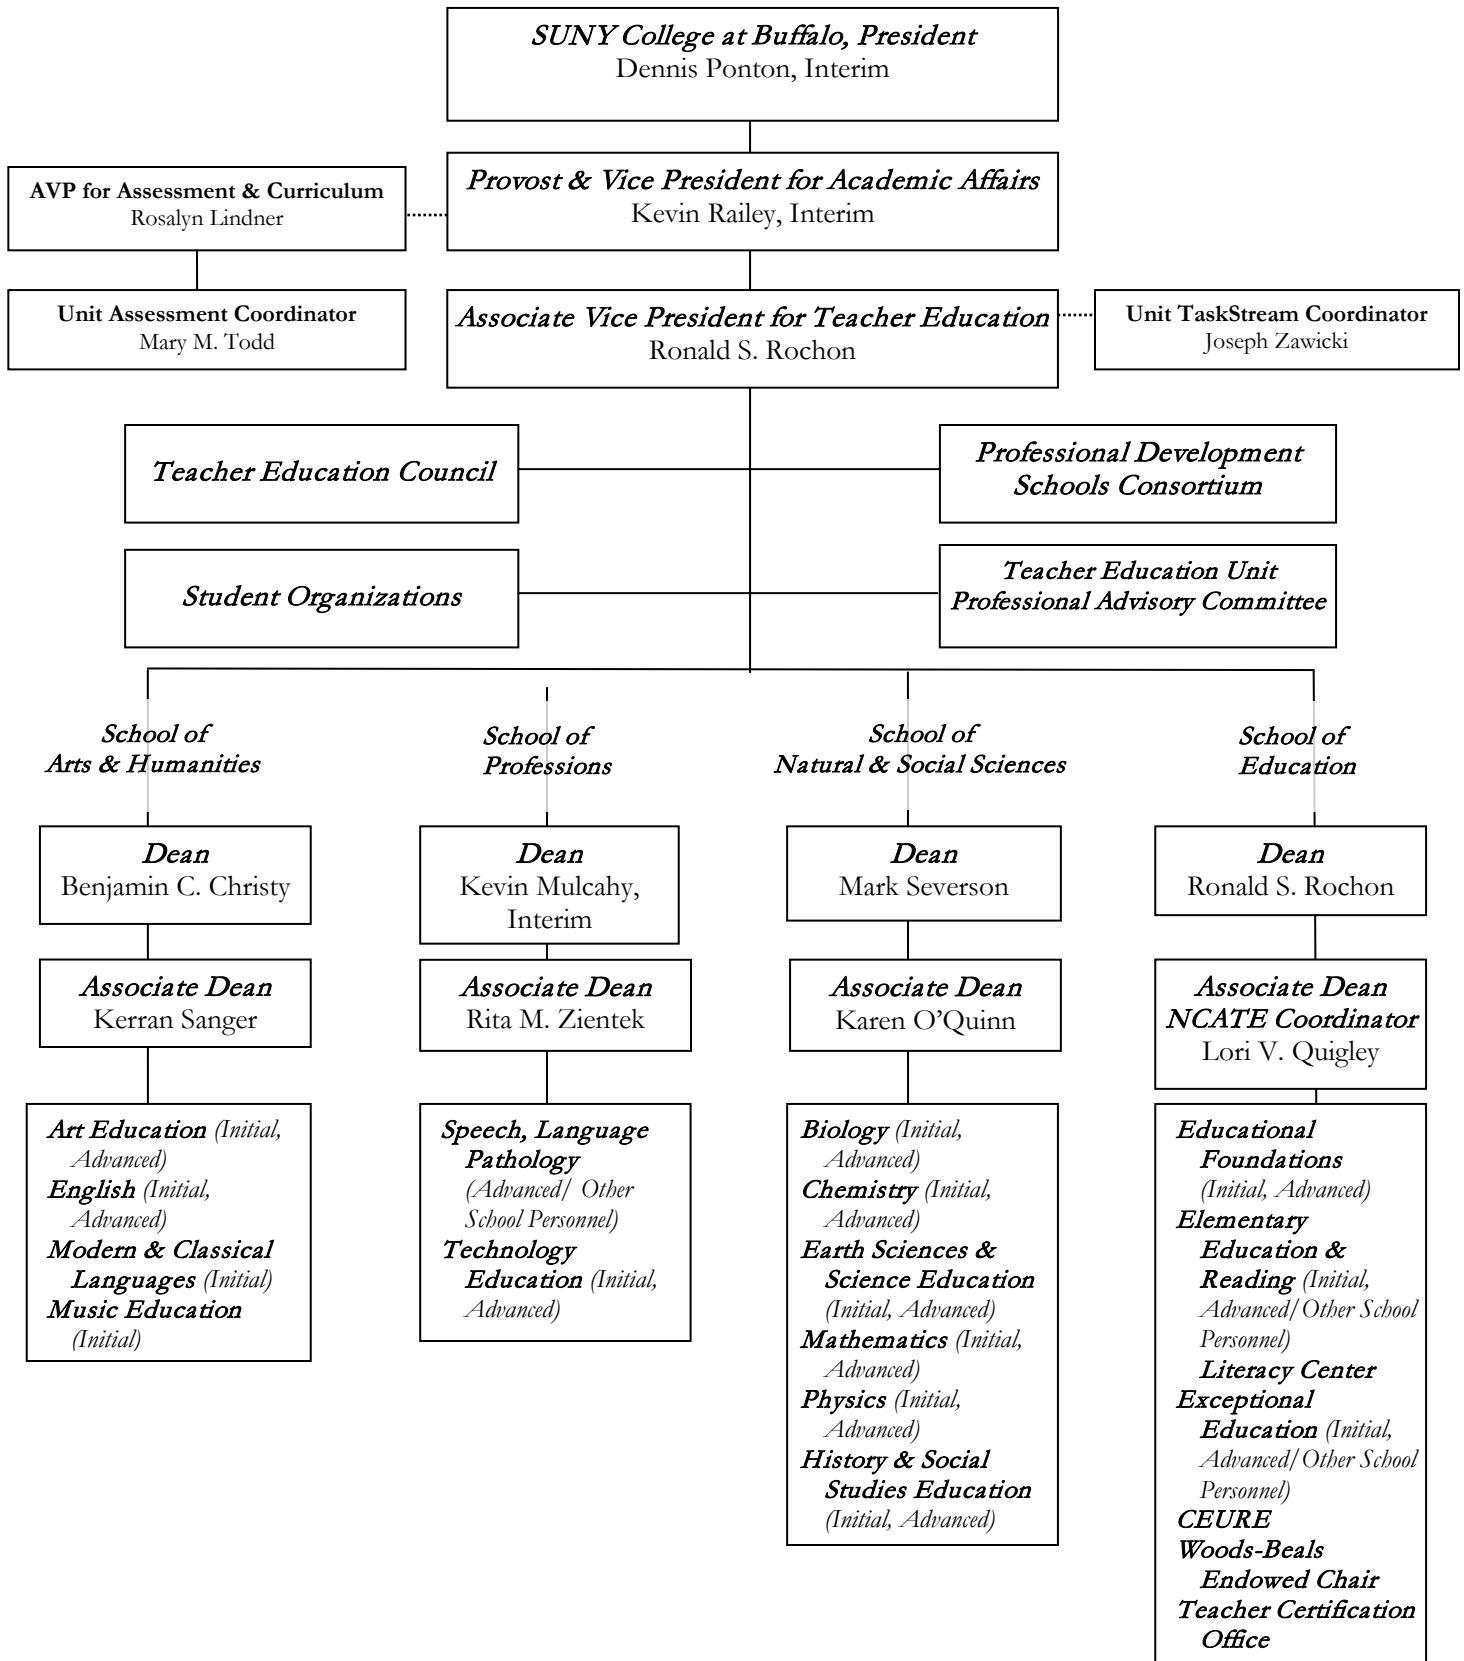 SUNY College at Buffalo, President
Dennis Ponton, Interim
Provost & Vice President for Academic Affairs
Kevin Railey, Interim
AVP for Assessment & Curriculum
Rosalyn Lindner
Unit Assessment Coordinator
Mary M. Todd
Associate Vice President for Teacher Education
Ronald S. Rochon
Unit TaskStream Coordinator
Joseph Zawicki
Teacher Education Council
Professional Development
Schools Consortium
Student Organizations
Teacher Education Unit
Professional Advisory Committee
School of
Arts & Humanities
Dean
Benjamin C. Christy
Associate Dean
Kerran Sanger
Art Education (Initial,
Advanced)
English (Initial,
Advanced)
Modern & Classical
Languages (Initial)
Music Education
(Initial)
School of
Professions
Dean
Kevin Mulcahy,
Interim
Associate Dean
Rita M. Zientek
Speech, Language
Pathology
(Advanced/ Other
School Personnel)
Technology
Education (Initial,
Advanced)
School of
Natural & Social Sciences
Dean
Mark Severson
Associate Dean
Karen O’Quinn
Biology (Initial,
Advanced)
Chemistry (Initial,
Advanced)
Earth Sciences &
Science Education
(Initial, Advanced)
Mathematics (Initial,
Advanced)
Physics (Initial,
Advanced)
History & Social
Studies Education
(Initial, Advanced)
School of
Education
Dean
Ronald S. Rochon
Associate Dean
NCATE Coordinator
Lori V. Quigley
Educational
Foundations
(Initial, Advanced)
Elementary
Education &
Reading (Initial,
Advanced/Other School
Personnel)
Literacy Center
Exceptional
Education (Initial,
Advanced/Other School
Personnel)
CEURE
Woods-Beals
Endowed Chair
Teacher Certification
Office